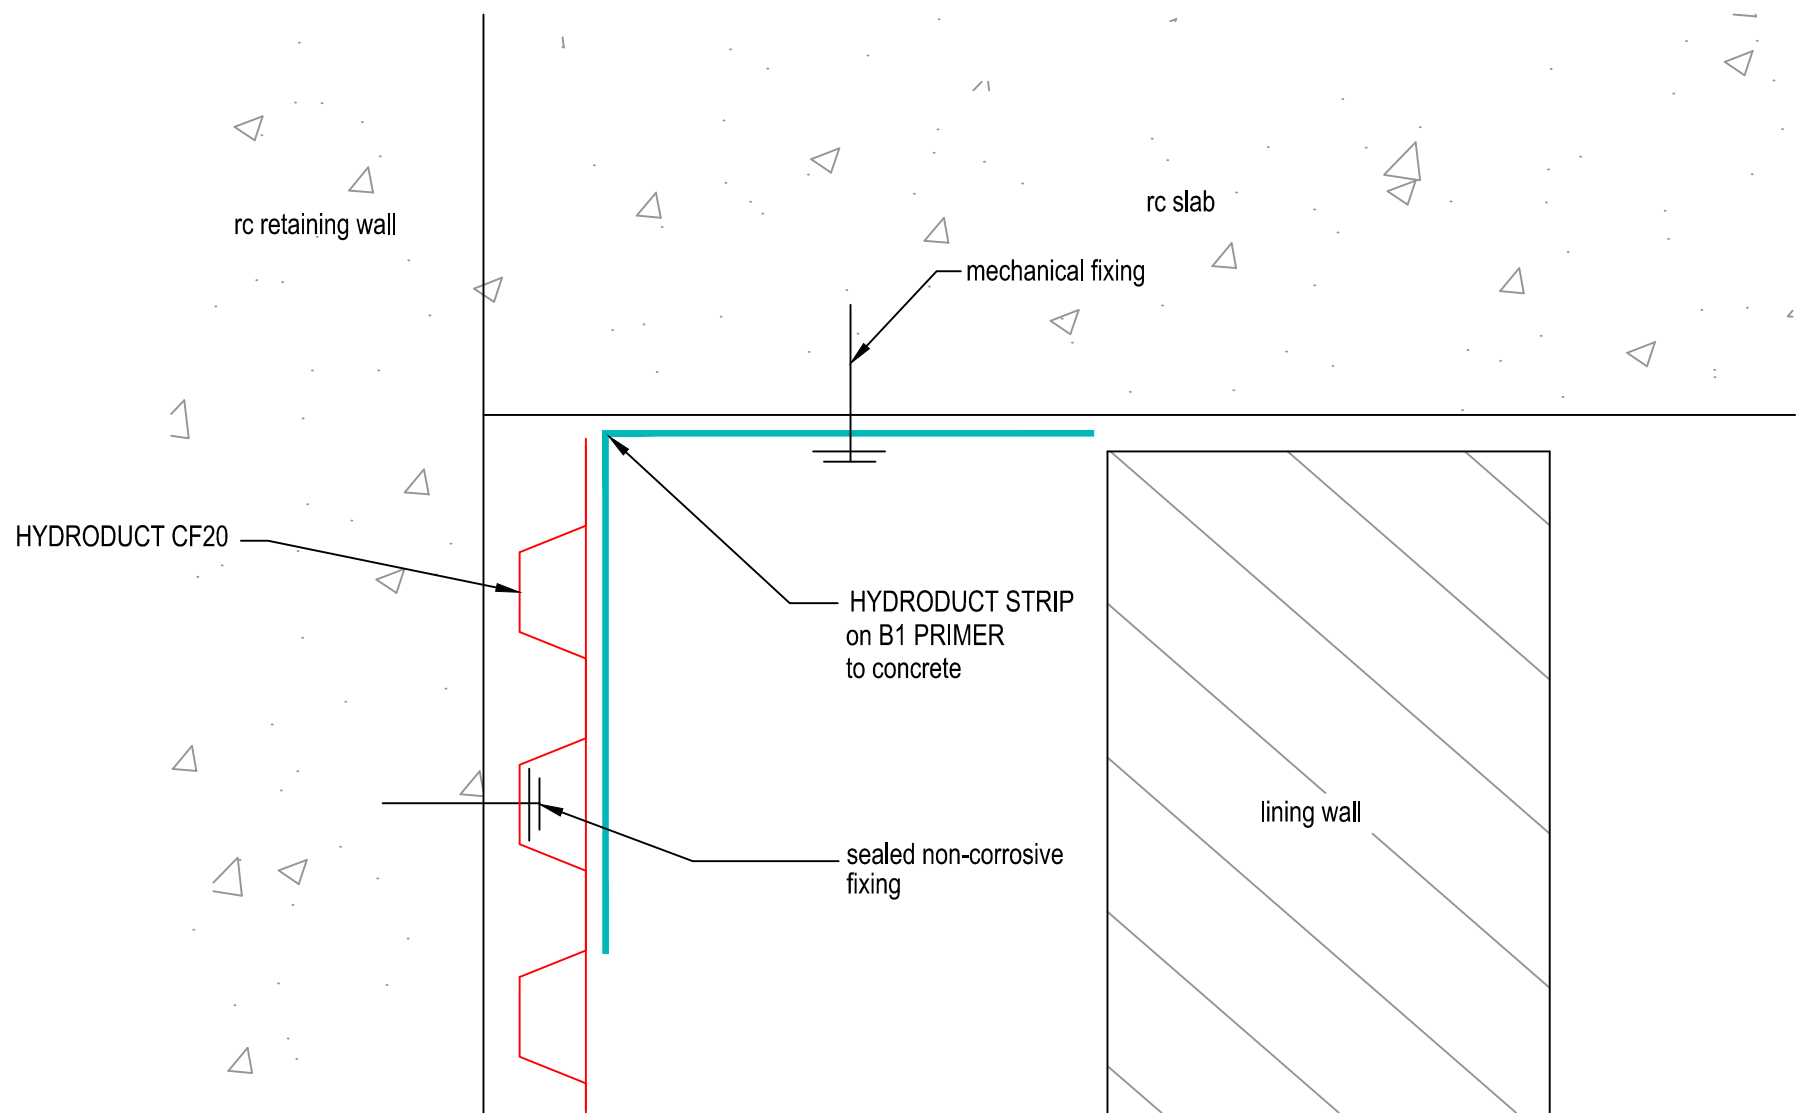 rc retaining wall
rc slab
mechanical fixing
HYDRODUCT CF20
HYDRODUCT STRIP
on B1 PRIMER
to concrete
lining wall
sealed non-corrosive
fixing